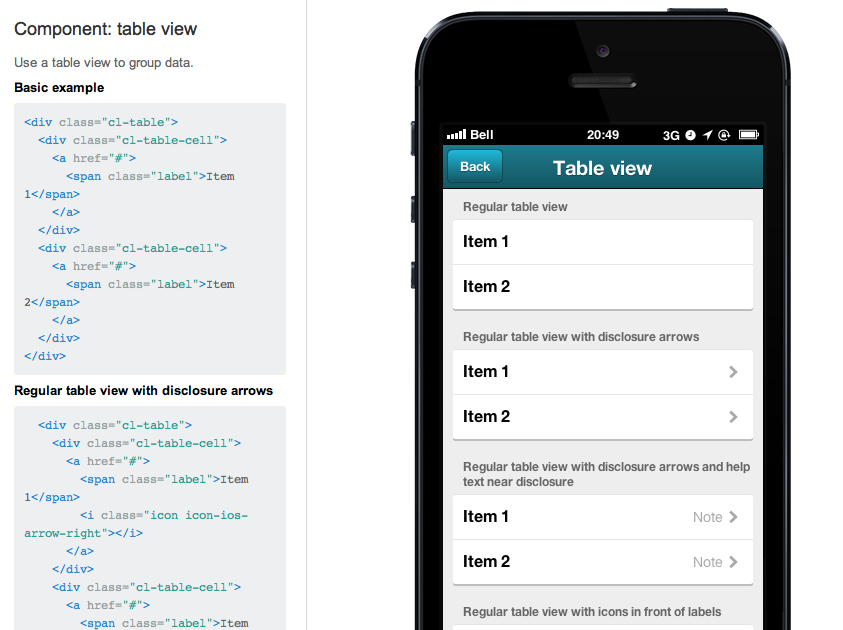 Component: table view
Use a table view to group data.
Basic example
<div class="cl-table">
<div class="cl-table-cell">
<a href="#">
<span class="label">Item
1</span>
</a>
</div>
<div class="cl-table-cell">
<a href="#">
<span class="label">Item
2</span>
</a>
</div>
</div>
Regular table view with disclosure arrows
<div class="cl-table">
<div class="cl-table-cell">
<a href="#">
<span class="label">Item
1</span>
<i class="icon icon-ios-
arrow-right"></i>
</a>
</div>
<div class="cl-table-cell">
<a href="#">
<span class="label">Item
Bell 20:49 3G
Back Table view
Regular table view
Item 1
Item 2
Regular table view with disclosure arrows
Item 1
Item 2
Regular table view with disclosure arrows and help
text near disclosure
Item 1 Note
Item 2 Note
Regular table view with icons in front of labels